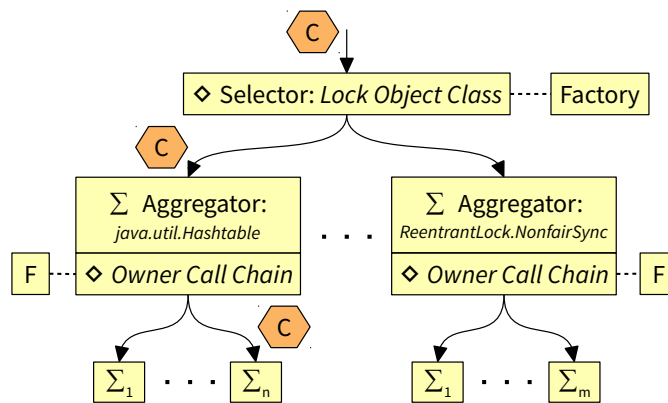 C
◇ Selector: Lock Object Class
Factory
C
Σ Aggregator:
java.util.Hashtable
. . .
Σ Aggregator:
ReentrantLock.NonfairSync
F
◇ Owner Call Chain
◇ Owner Call Chain
F
C
Σ1
. . .
Σn
Σ1
. . .
Σm